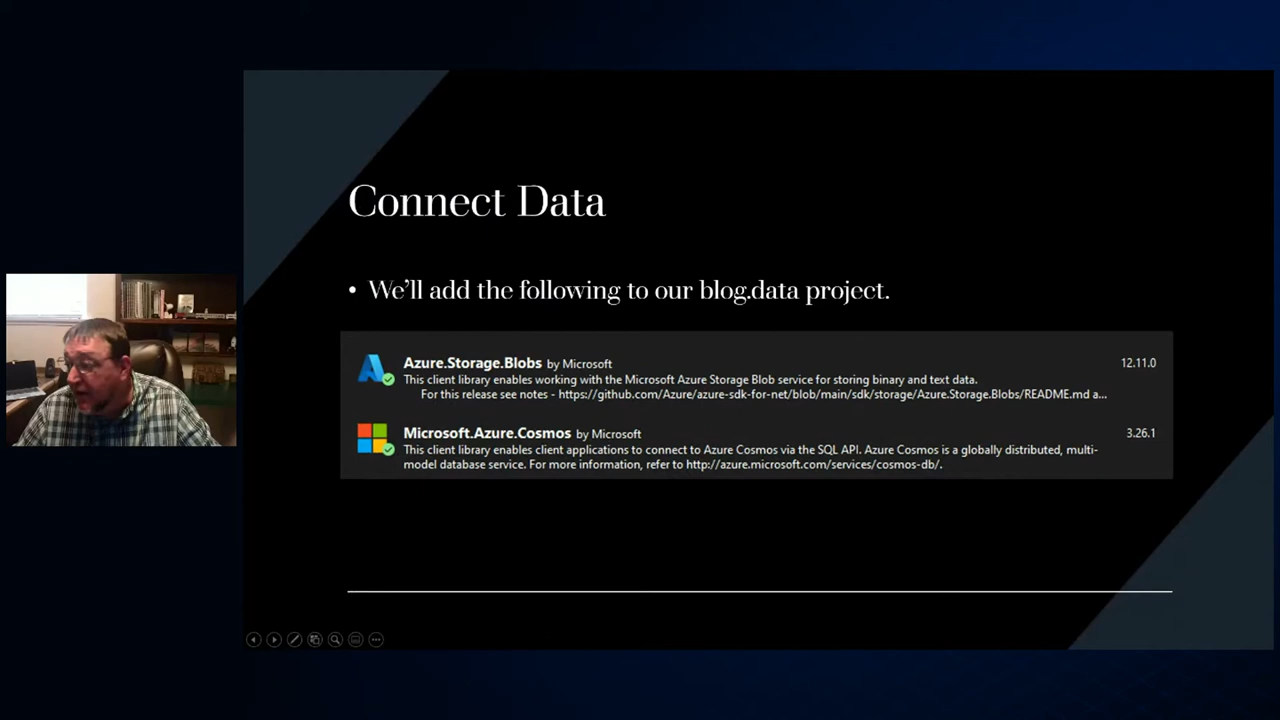 Connect Data
• We'll add the following to our blog.data project.
Azure.Storage.Blobs by Microsoft 12.11.0
This client library enables working with the Microsoft Azure Storage Blob service for storing binary and text data.
For this release see notes - https://github.com/Azure/azure-sdk-for-net/blob/main/sdk/storage/Azure.Storage.Blobs/README.md a...
Microsoft.Azure.Cosmos by Microsoft 3.26.1
This client library enables client applications to connect to Azure Cosmos via the SQL API. Azure Cosmos is a globally distributed, multi-
model database service. For more information, refer to http://azure.microsoft.com/services/cosmos-db/.